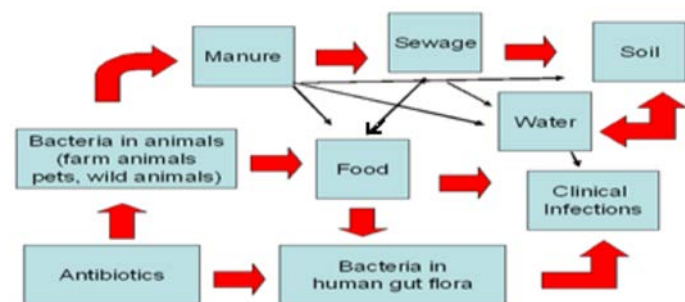 Manure
Sewage
Soil
Bacteria in animals
(farm animals
pets, wild animals)
Food
Water
Clinical
Infections
Antibiotics
Bacteria in
human gut flora